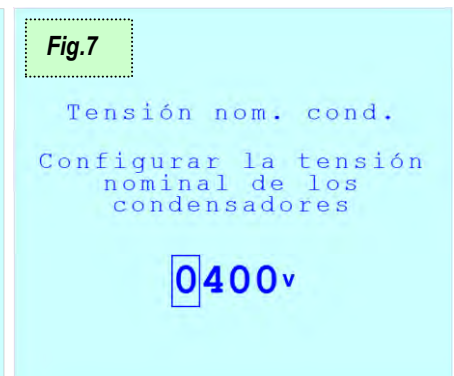 Fig.7
Tensión nom. cond.
Configurar la tensión
nominal de los
condensadores
0400v